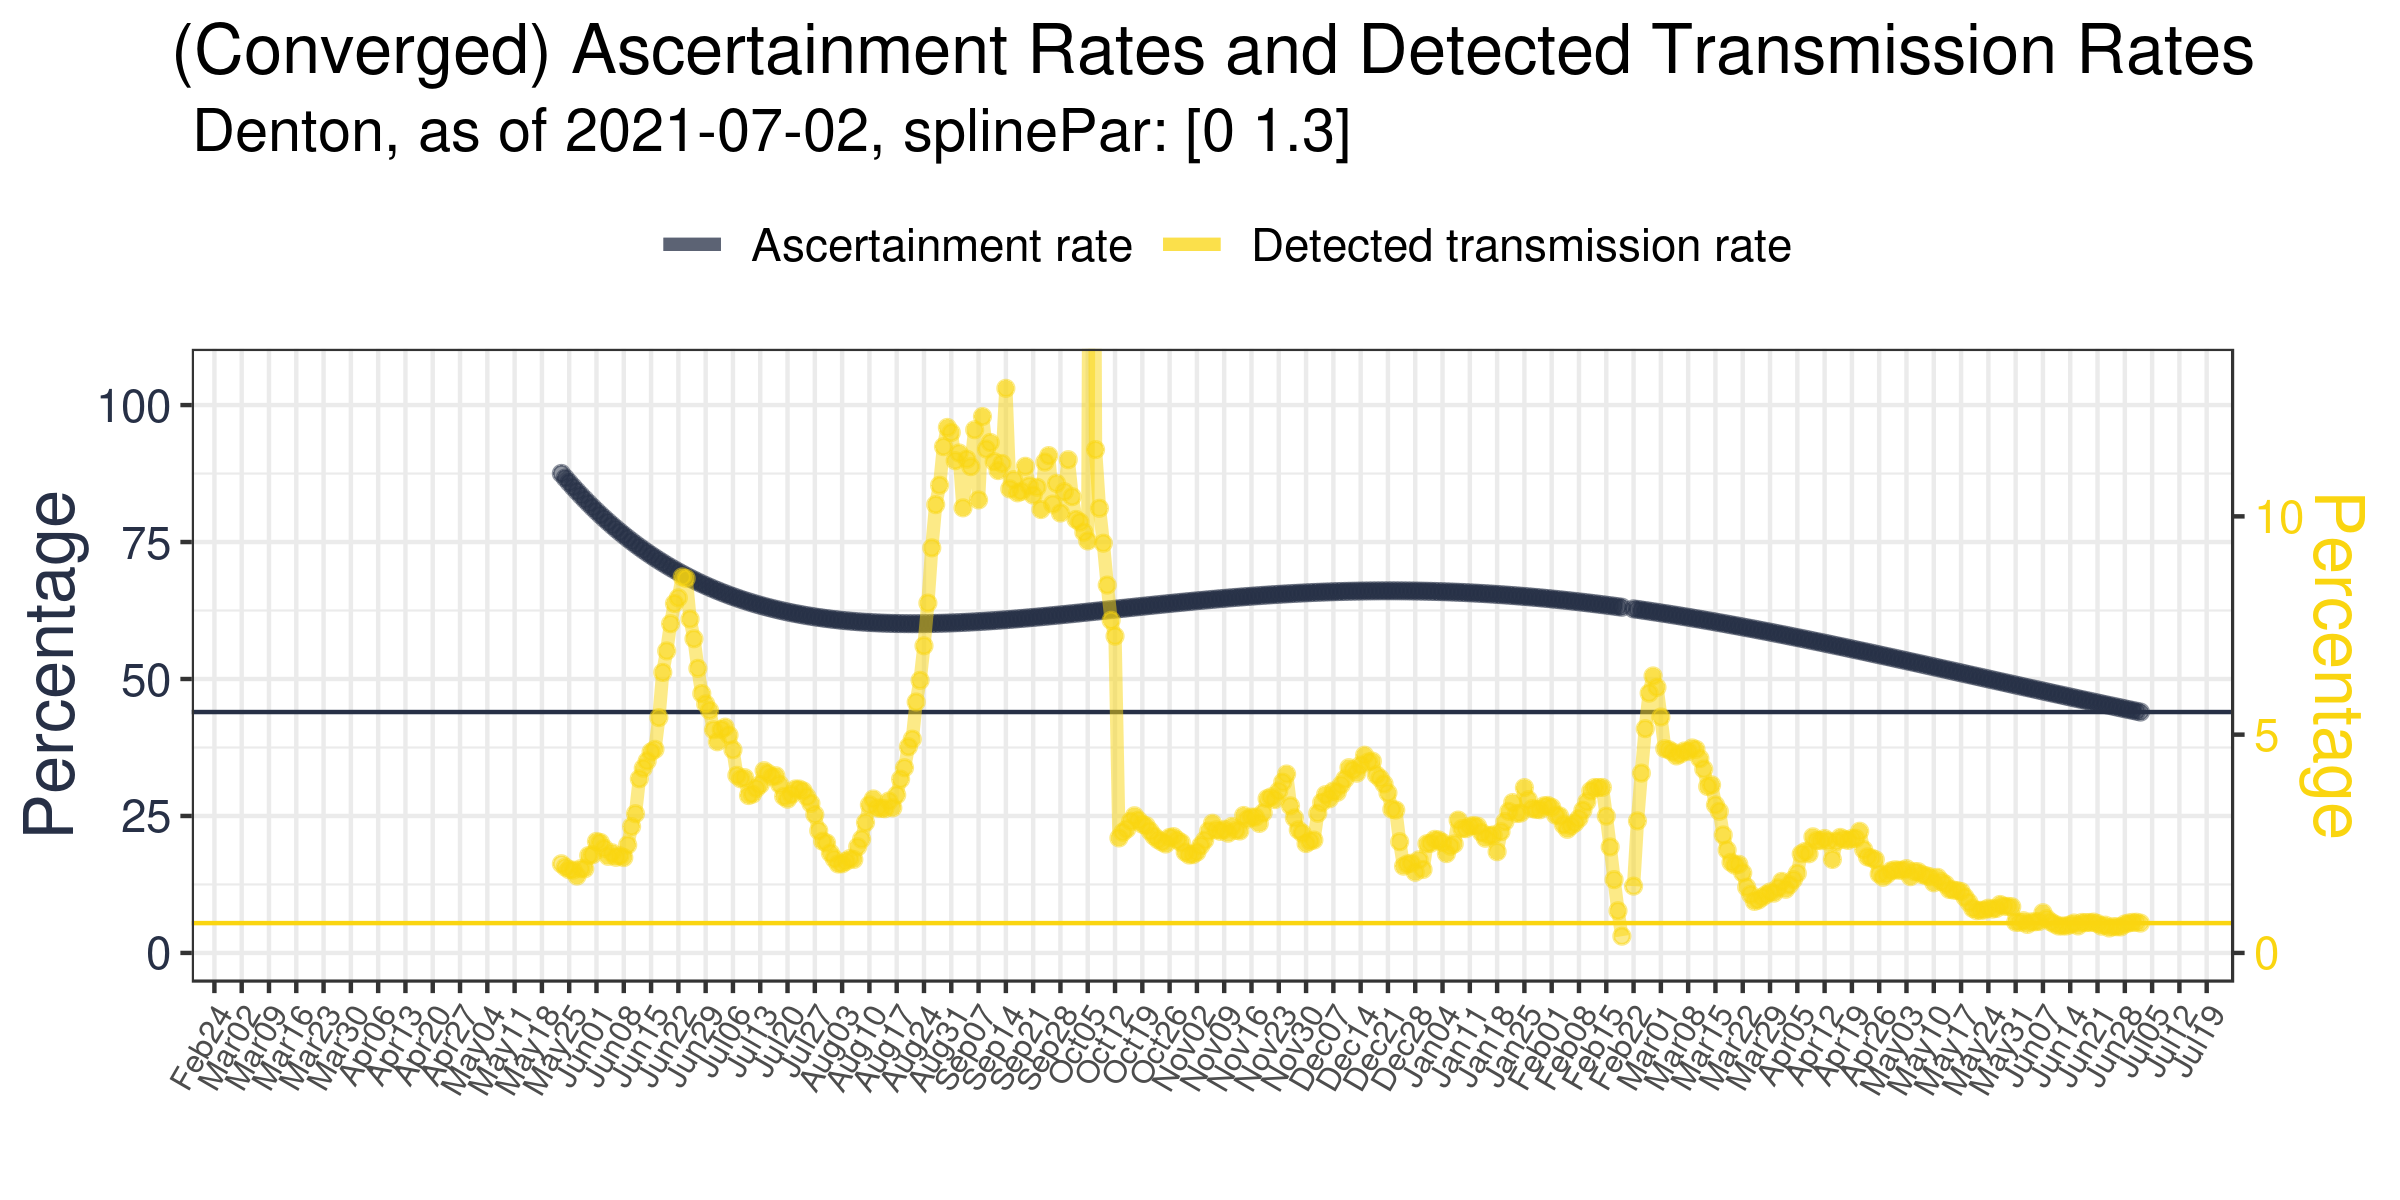 (Converged) Ascertainment Rates and Detected Transmission Rates
Denton, as of 2021-07-02, splinePar: [0 1.3]
Ascertainment rate
Detected transmission rate
Percentage
100
75
50
25
0
10
5
0
Percentage
Feb24
Mar02
Mar09
Mar16
Mar23
Mar30
Apr06
Apr13
Apr20
Apr27
May04
May11
May18
May25
Jun01
Jun08
Jun15
Jun22
Jun29
Jul06
Jul13
Jul20
Jul27
Aug03
Aug10
Aug17
Aug24
Aug31
Sep07
Sep14
Sep21
Sep28
Oct05
Oct12
Oct19
Oct26
Nov02
Nov09
Nov16
Nov23
Nov30
Dec07
Dec14
Dec21
Dec28
Jan04
Jan11
Jan18
Jan25
Feb01
Feb08
Feb15
Feb22
Mar01
Mar08
Mar15
Mar22
Mar29
Apr05
Apr12
Apr19
Apr26
May03
May10
May17
May24
May31
Jun07
Jun14
Jun21
Jun28
Jul05
Jul12
Jul19